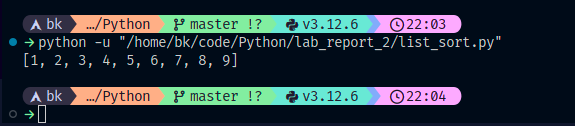 bk …/Python master !? v3.12.6 22:03
→ python -u "/home/bk/code/Python/lab_report_2/list_sort.py"
[1, 2, 3, 4, 5, 6, 7, 8, 9]
bk …/Python master !? v3.12.6 22:04
→